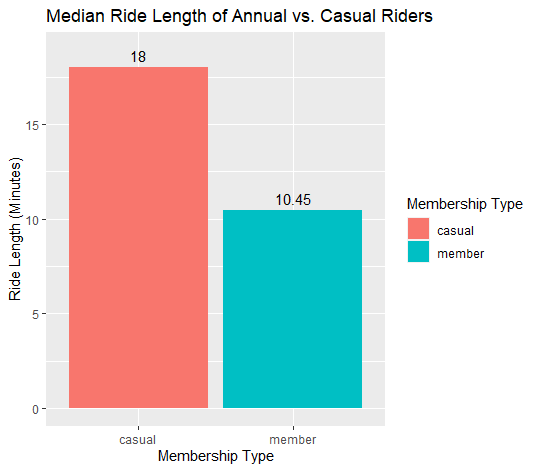 Median Ride Length of Annual vs. Casual Riders
18
10.45
15
10
5
0
Ride Length (Minutes)
casual
member
Membership Type
Membership Type
casual
member